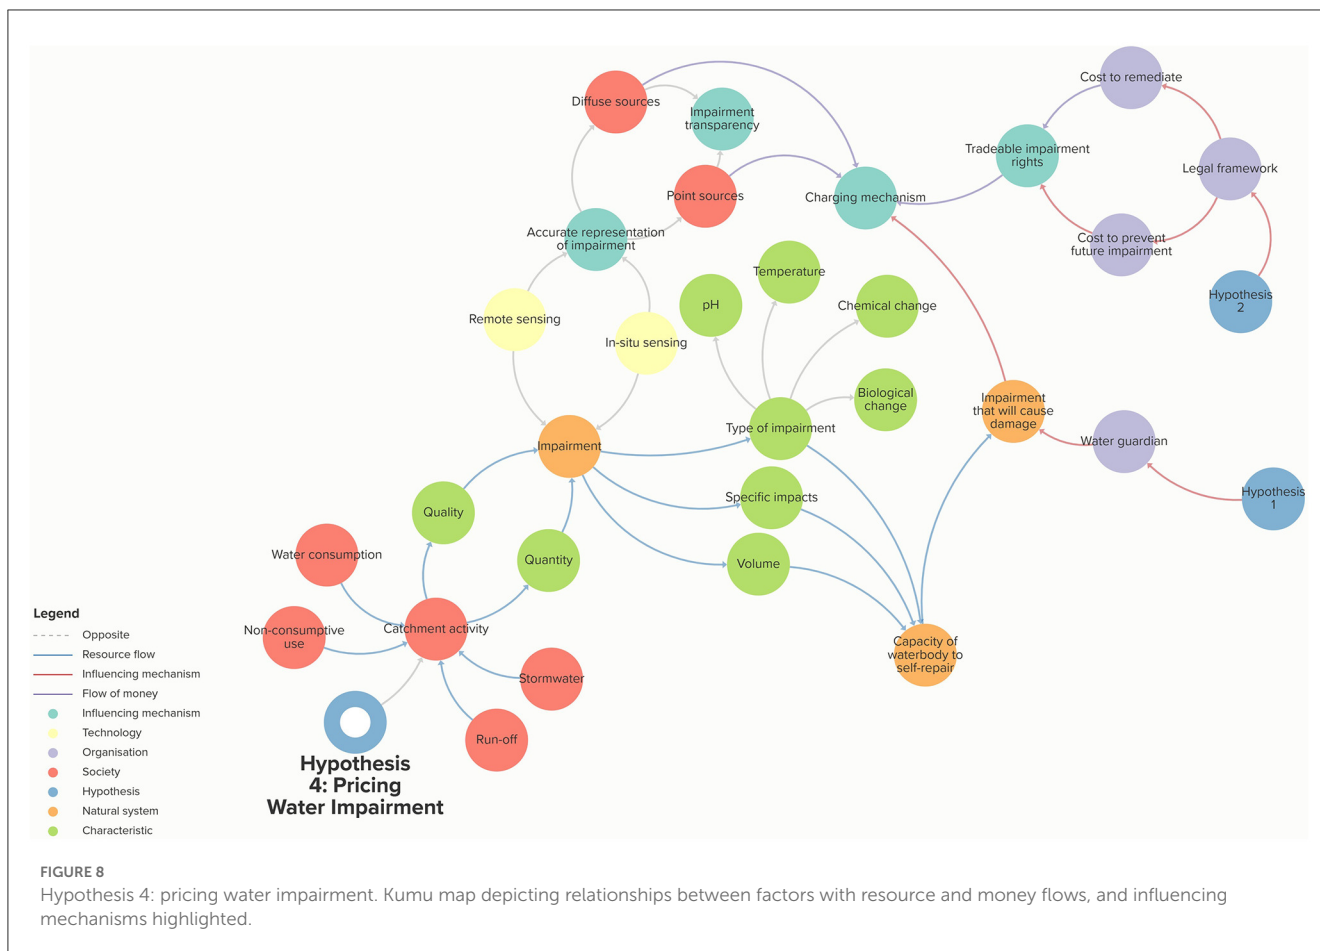 Diffuse sources
Impairment
transparency
Cost to remediate
Tradeable impairment
rights
Legal framework
Point sources
Charging mechanism
Accurate representation
of impairment
Cost to prevent
future impairment
Temperature
pH
Chemical change
Hypothesis
2
Remote sensing
In-situ sensing
Biological
change
Impairment
that will cause
damage
Type of impairment
Water guardian
Impairment
Hypothesis
1
Specific impacts
Quality
Quantity
Volume
Water consumption
Non-consumptive
use
Catchment activity
Capacity of
waterbody to
self-repair
Stormwater
Run-off
Hypothesis
4: Pricing
Water Impairment
Legend
Opposite
Resource flow
Influencing mechanism
Flow of money
Influencing mechanism
Technology
Organisation
Society
Hypothesis
Natural system
Characteristic
FIGURE 8
Hypothesis 4: pricing water impairment. Kumu map depicting relationships between factors with resource and money flows, and influencing
mechanisms highlighted.